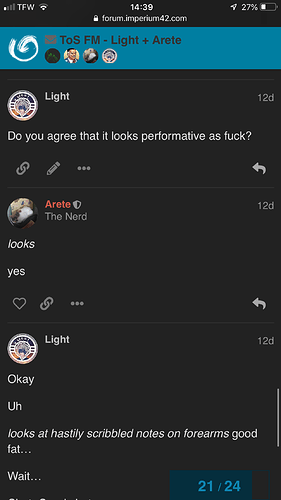 TFW
14:39
27%
forum.imperium42.com
ToS FM - Light + Arete
Light
12d
Do you agree that it looks performative as fuck?
Arete
12d
The Nerd
looks
yes
Light
12d
Okay
Uh
looks at hastily scribbled notes on forearms good
fat…
Wait…
21 / 24